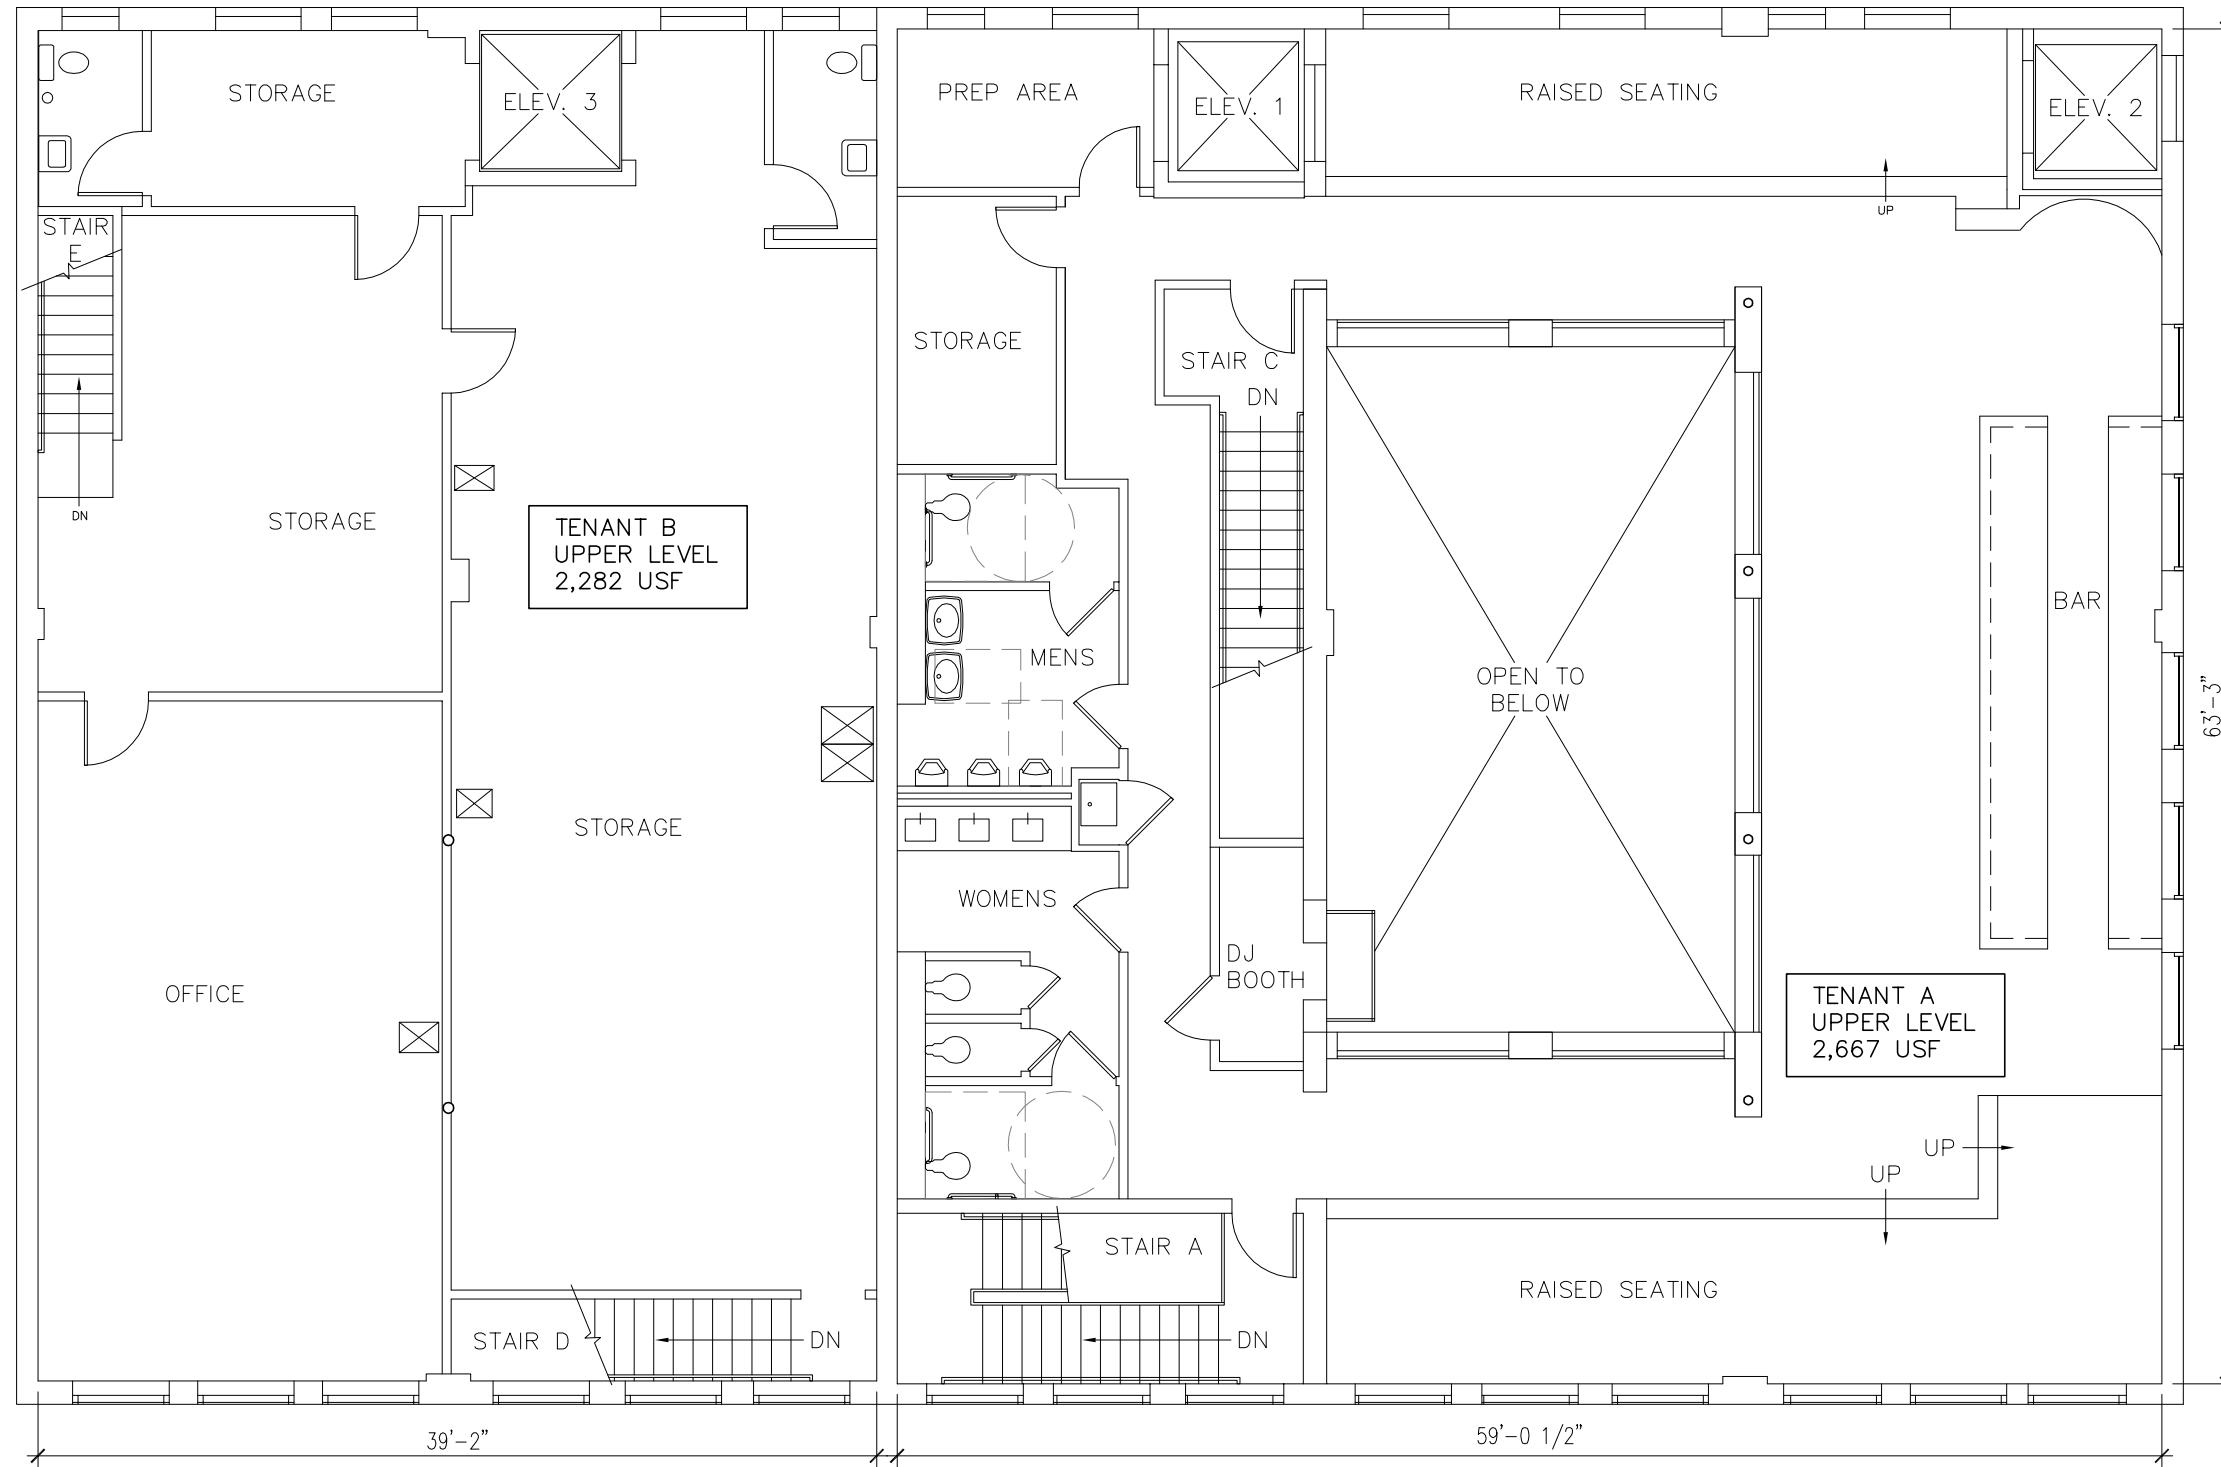 STORAGE
ELEV. 3
PREP AREA
ELEV. 1
RAISED SEATING
ELEV. 2
UP
STAIR
E
STORAGE
STAIR C
DN
DN
STORAGE
TENANT B
UPPER LEVEL
2,282 USF
MENS
OPEN TO
BELOW
BAR
63'-3"
STORAGE
WOMENS
DJ
BOOTH
OFFICE
TENANT A
UPPER LEVEL
2,667 USF
UP
UP
STAIR A
RAISED SEATING
STAIR D
DN
DN
39'-2"
59'-0 1/2"